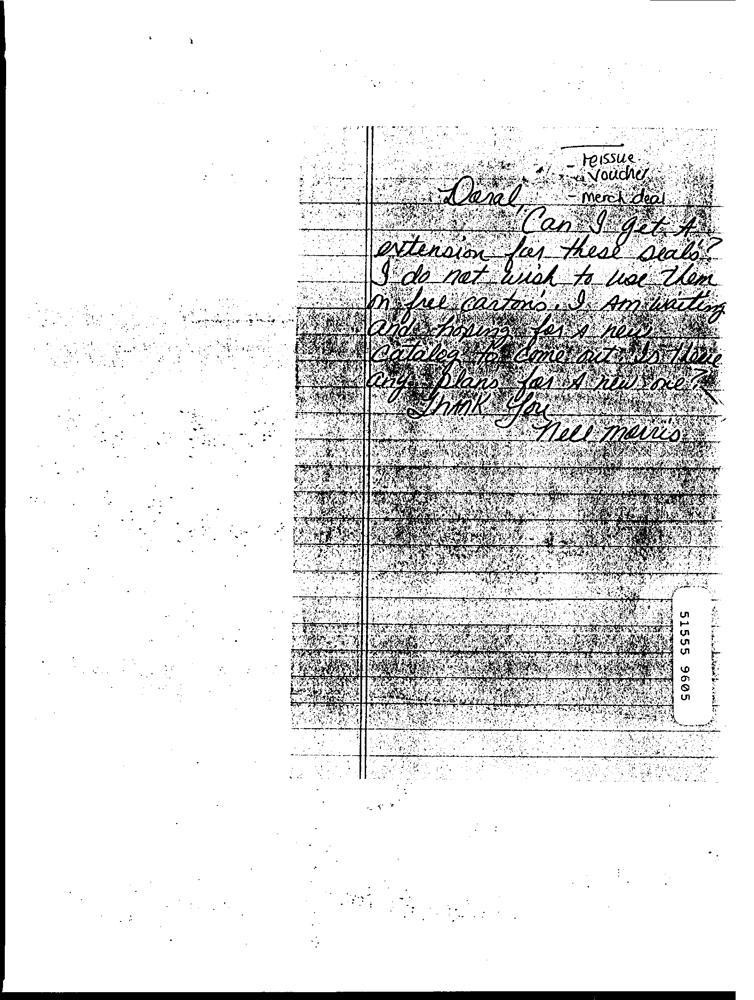 - reissue
voucher
- merch deal
Doral,
Can I get A
extension for these seals?
I do not wish to use them
on free cartons. I Am waiting
and hoping for A new
Catalog to Come out. Is there
any plans for A new one?
Thank You
Nell Morris
51555 9605